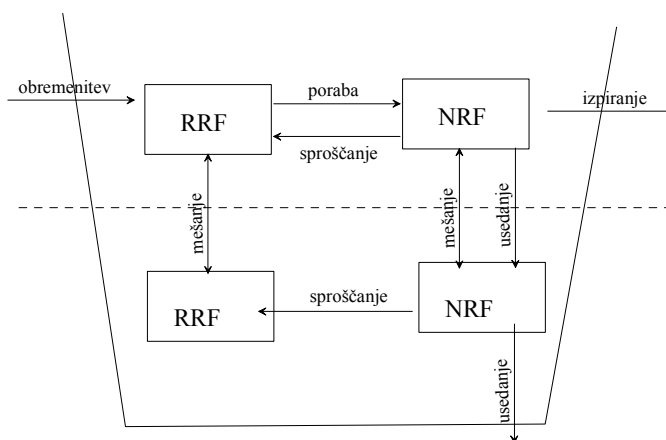 obremenitev
RRF
poraba
sproščanje
NRF
izpiranje
mešanje
mešanje
usedanje
RRF
sproščanje
NRF
usedanje